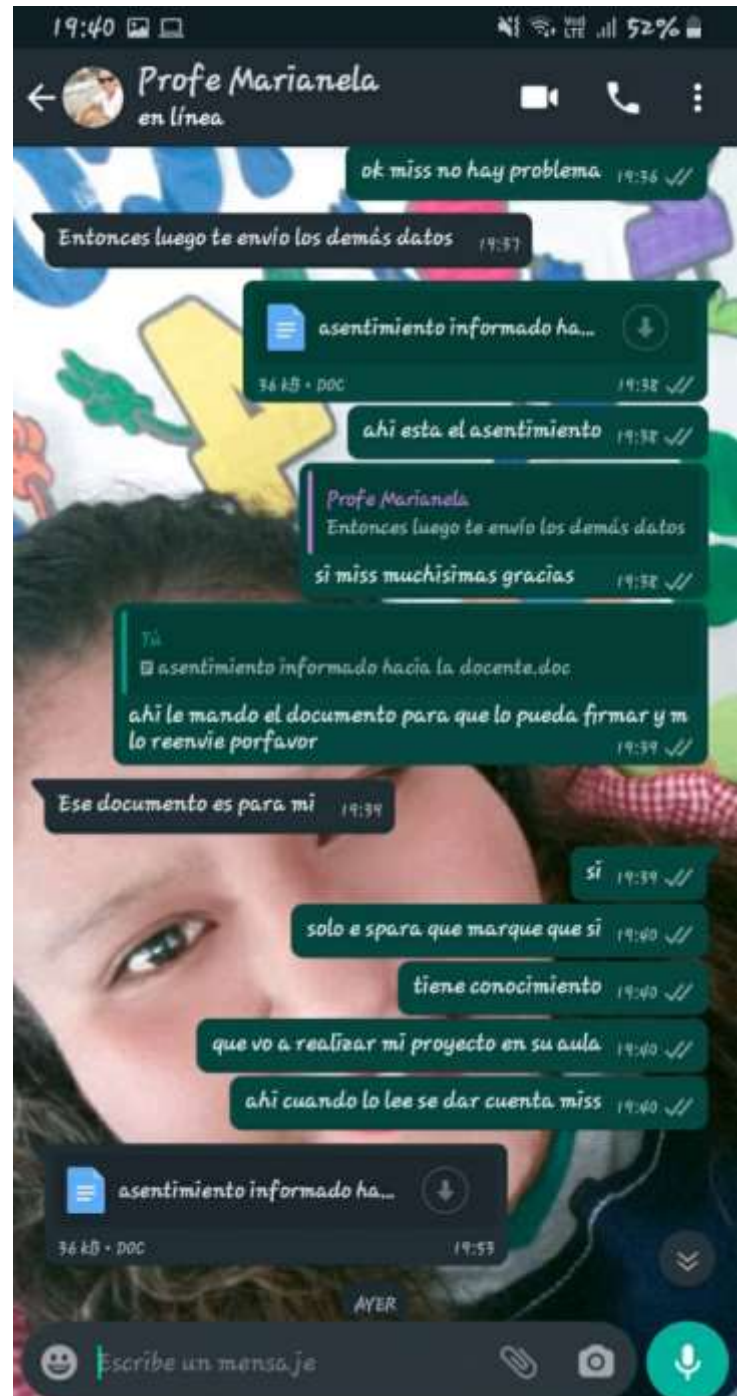 19:40 LTE 52%
Profe Marianela
en línea
ok miss no hay problema 19:36
Entonces luego te envío los demás datos 19:37
asentimiento informado ha...
36 kB • DOC 19:38
ahi esta el asentimiento 19:38
Profe Marianela
Entonces luego te envío los demás datos
si miss muchisimas gracias 19:38
Tú
asentimiento informado hacia la docente.doc
ahi le mando el documento para que lo pueda firmar y m
lo reenvie porfavor 19:39
Ese documento es para mi 19:39
si 19:39
solo e spara que marque que si 19:40
tiene conocimiento 19:40
que vo a realizar mi proyecto en su aula 19:40
ahi cuando lo lee se dar cuenta miss 19:40
asentimiento informado ha...
36 kB • DOC 19:53
AYER
Escribe un mensaje